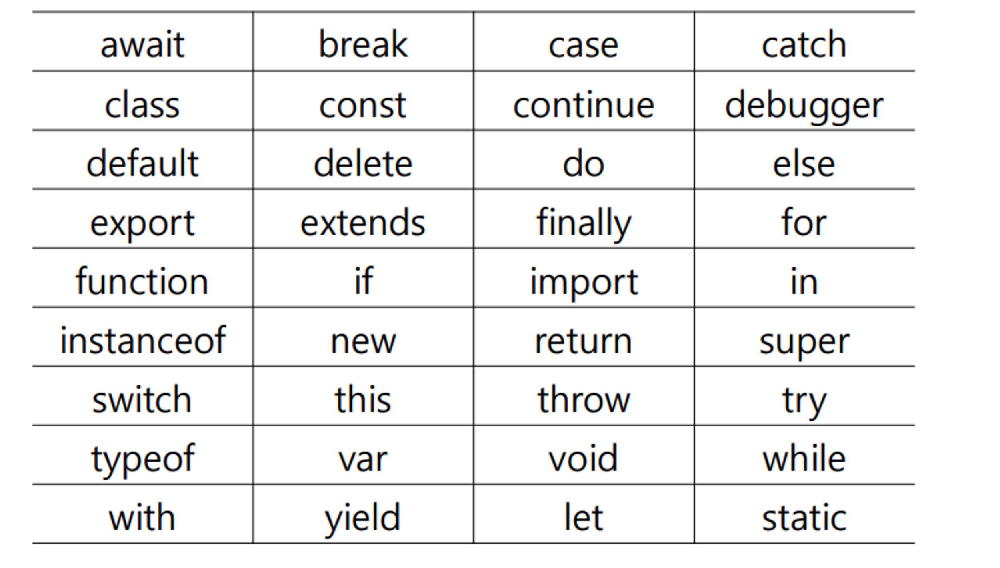 await break case catch
class const continue debugger
default delete do else
export extends finally for
function if import in
instanceof new return super
switch this throw try
typeof var void while
with yield let static